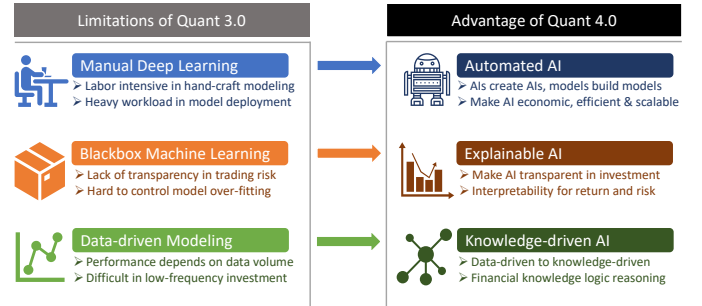 Limitations of Quant 3.0
Manual Deep Learning
➢ Labor intensive in hand-craft modeling
➢ Heavy workload in model deployment
Blackbox Machine Learning
➢ Lack of transparency in trading risk
➢ Hard to control model over-fitting
Data-driven Modeling
➢ Performance depends on data volume
➢ Difficult in low-frequency investment
Advantage of Quant 4.0
Automated AI
➢ AIs create AIs, models build models
➢ Make AI economic, efficient & scalable
Explainable AI
➢ Make AI transparent in investment
➢ Interpretability for return and risk
Knowledge-driven AI
➢ Data-driven to knowledge-driven
➢ Financial knowledge logic reasoning